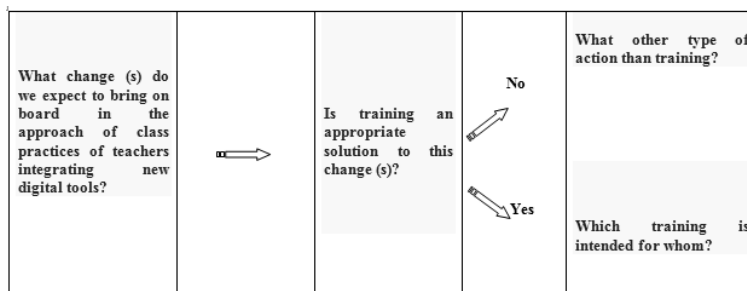 What change (s) do
we expect to bring on
board in the
approach of class
practices of teachers
integrating new
digital tools?
Is training an
appropriate
solution to this
change (s)?
No
Yes
What other type of
action than training?
Which training is
intended for whom?